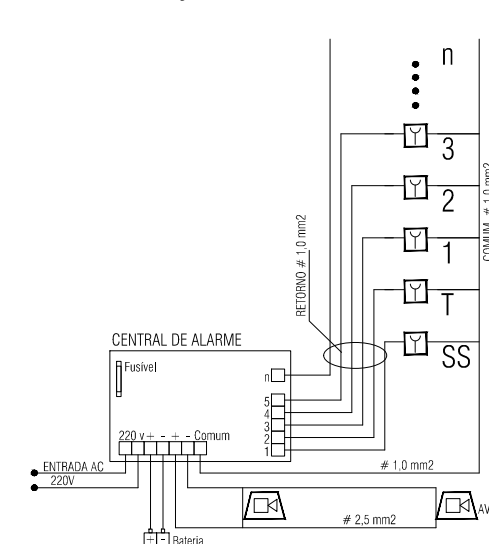 n
3
2
1
T
SS
COMUM # 1,0 mm2
RETORNO # 1,0 mm2
CENTRAL DE ALARME
Fusível
n
5
4
3
2
1
220 v + - + - Comum
ENTRADA AC
220V
# 1,0 mm2
# 2,5 mm2
AV
+ - Bateria